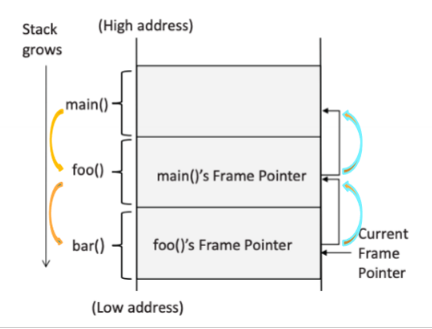 Stack
grows
(High address)
main()
foo()
main()'s Frame Pointer
bar()
foo()'s Frame Pointer
Current
Frame
Pointer
(Low address)